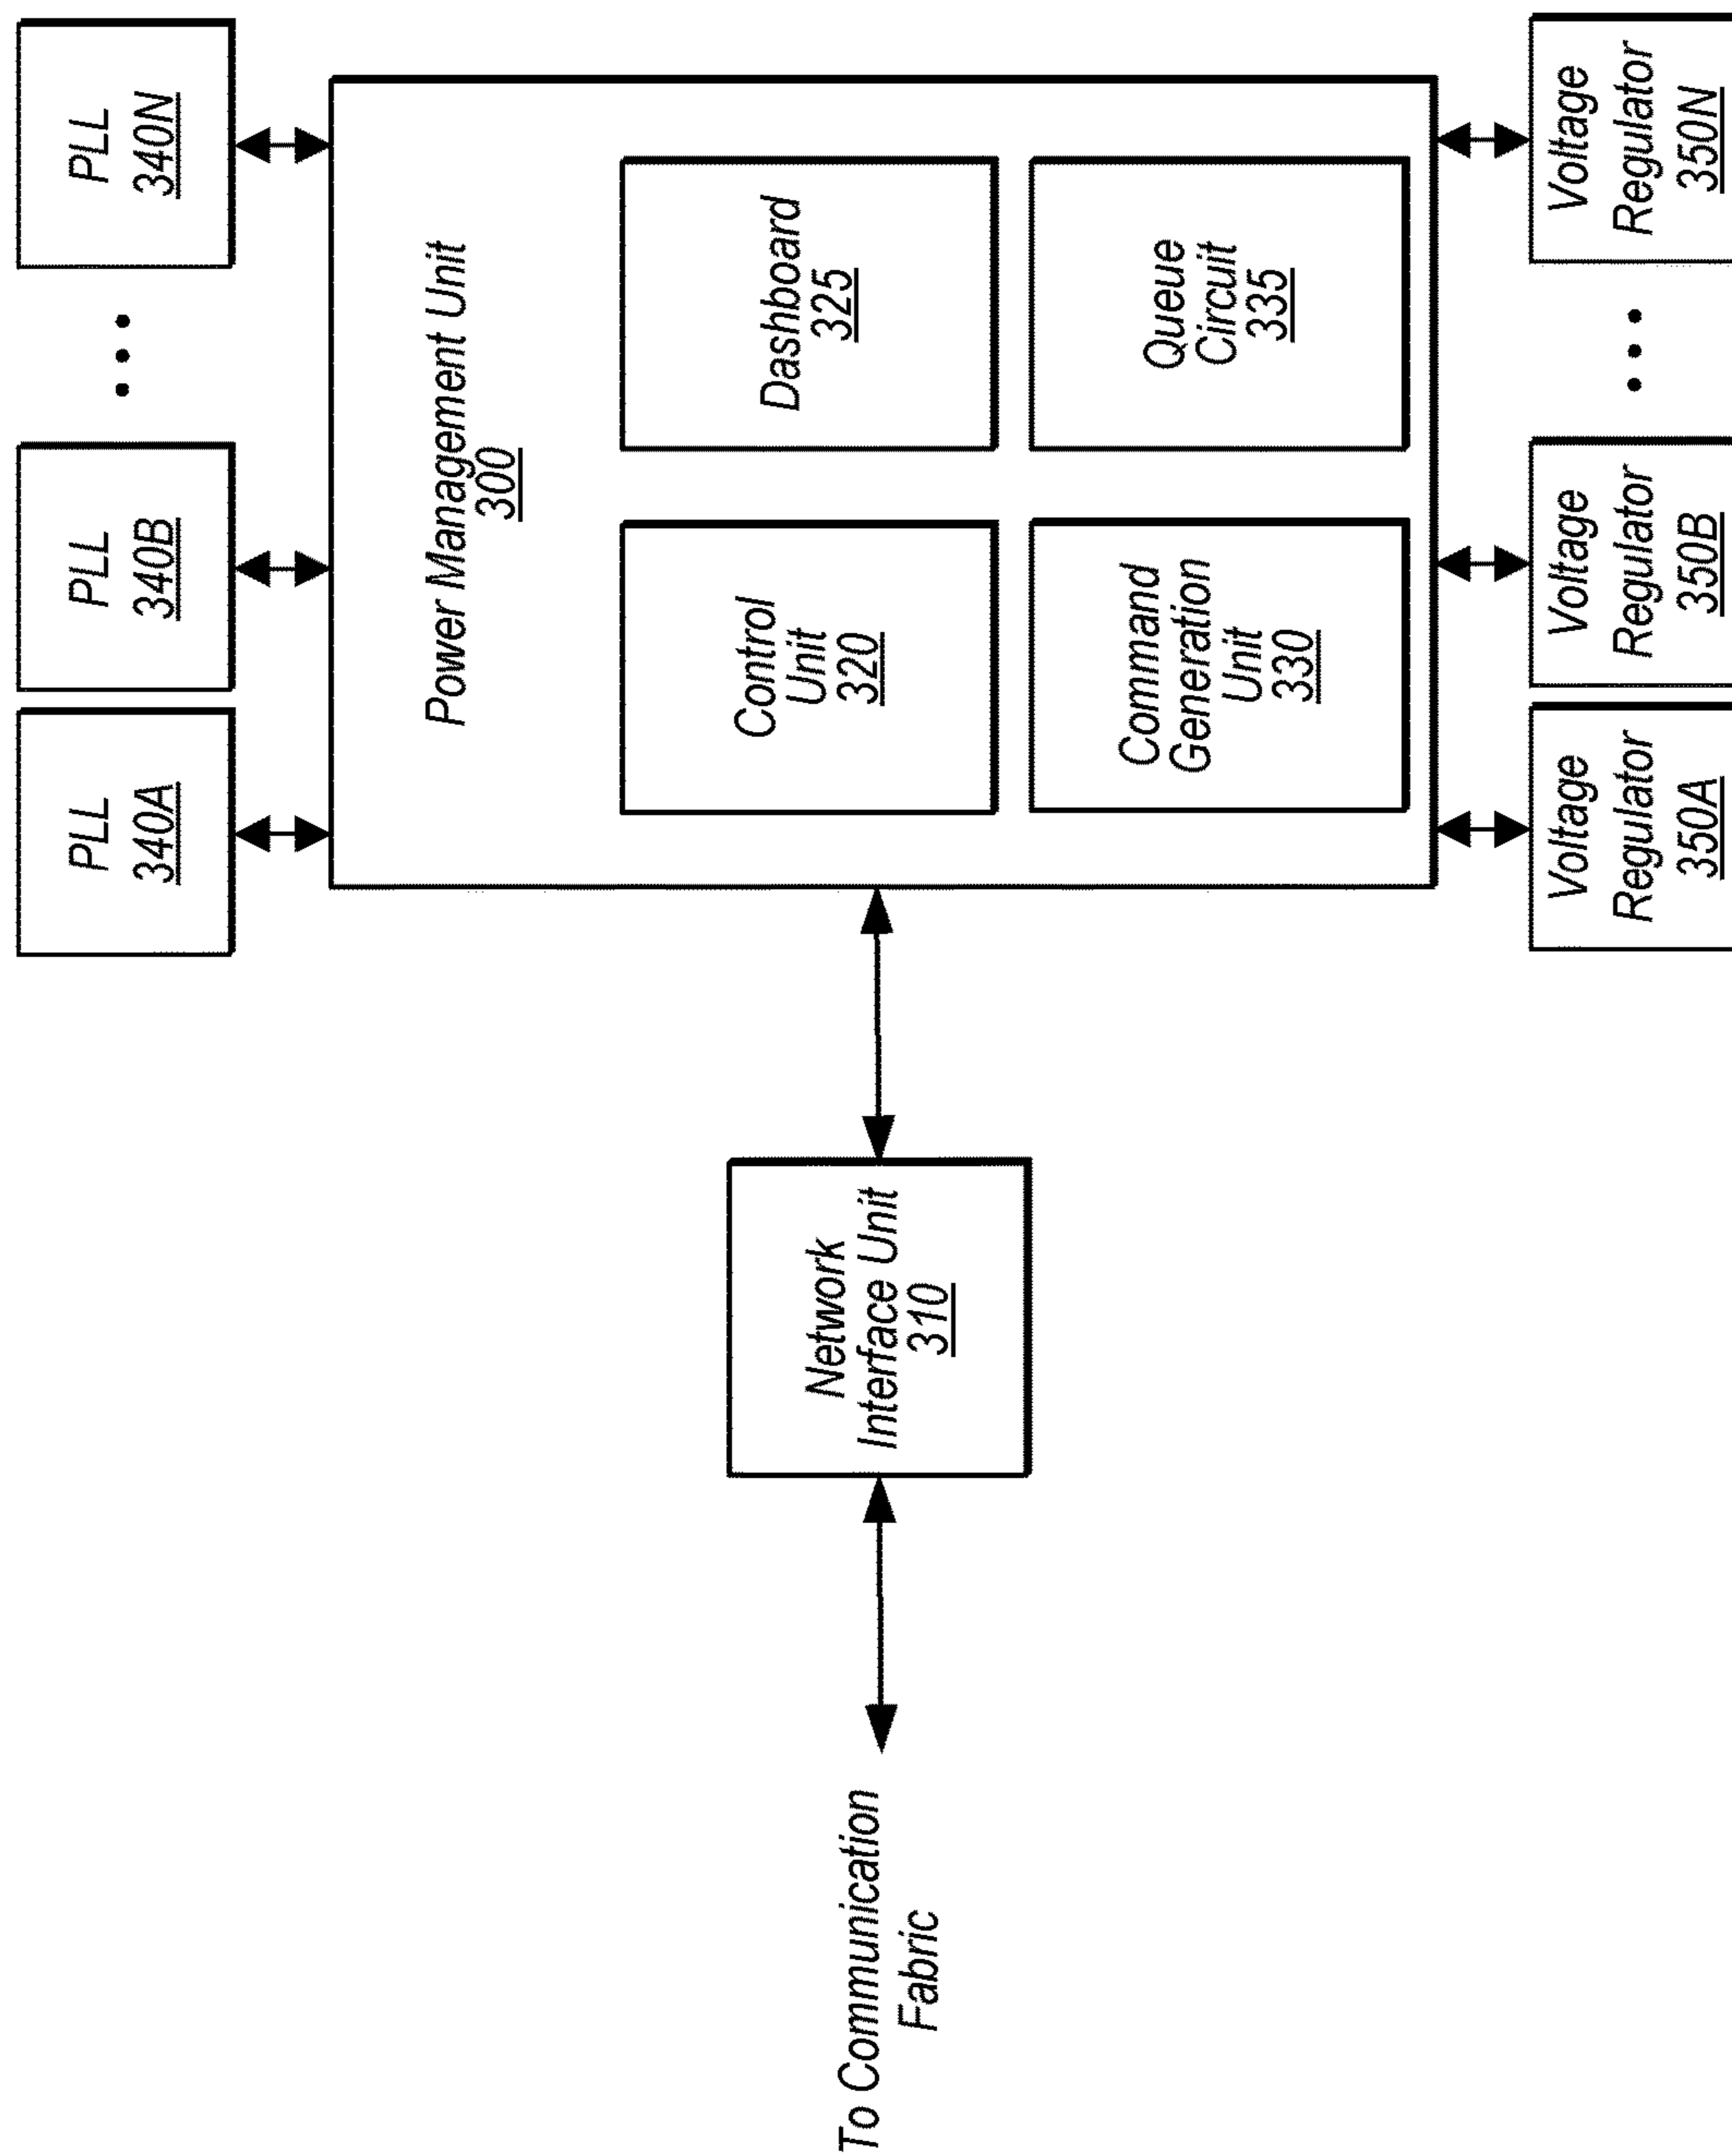 PLL
340A
PLL
340B
• • •
PLL
340N
Power Management Unit
300
Control
Unit
320
Dashboard
325
Command
Generation
Unit
330
Queue
Circuit
335
To Communication
Fabric
Network
Interface Unit
310
Voltage
Regulator
350A
Voltage
Regulator
350B
• • •
Voltage
Regulator
350N